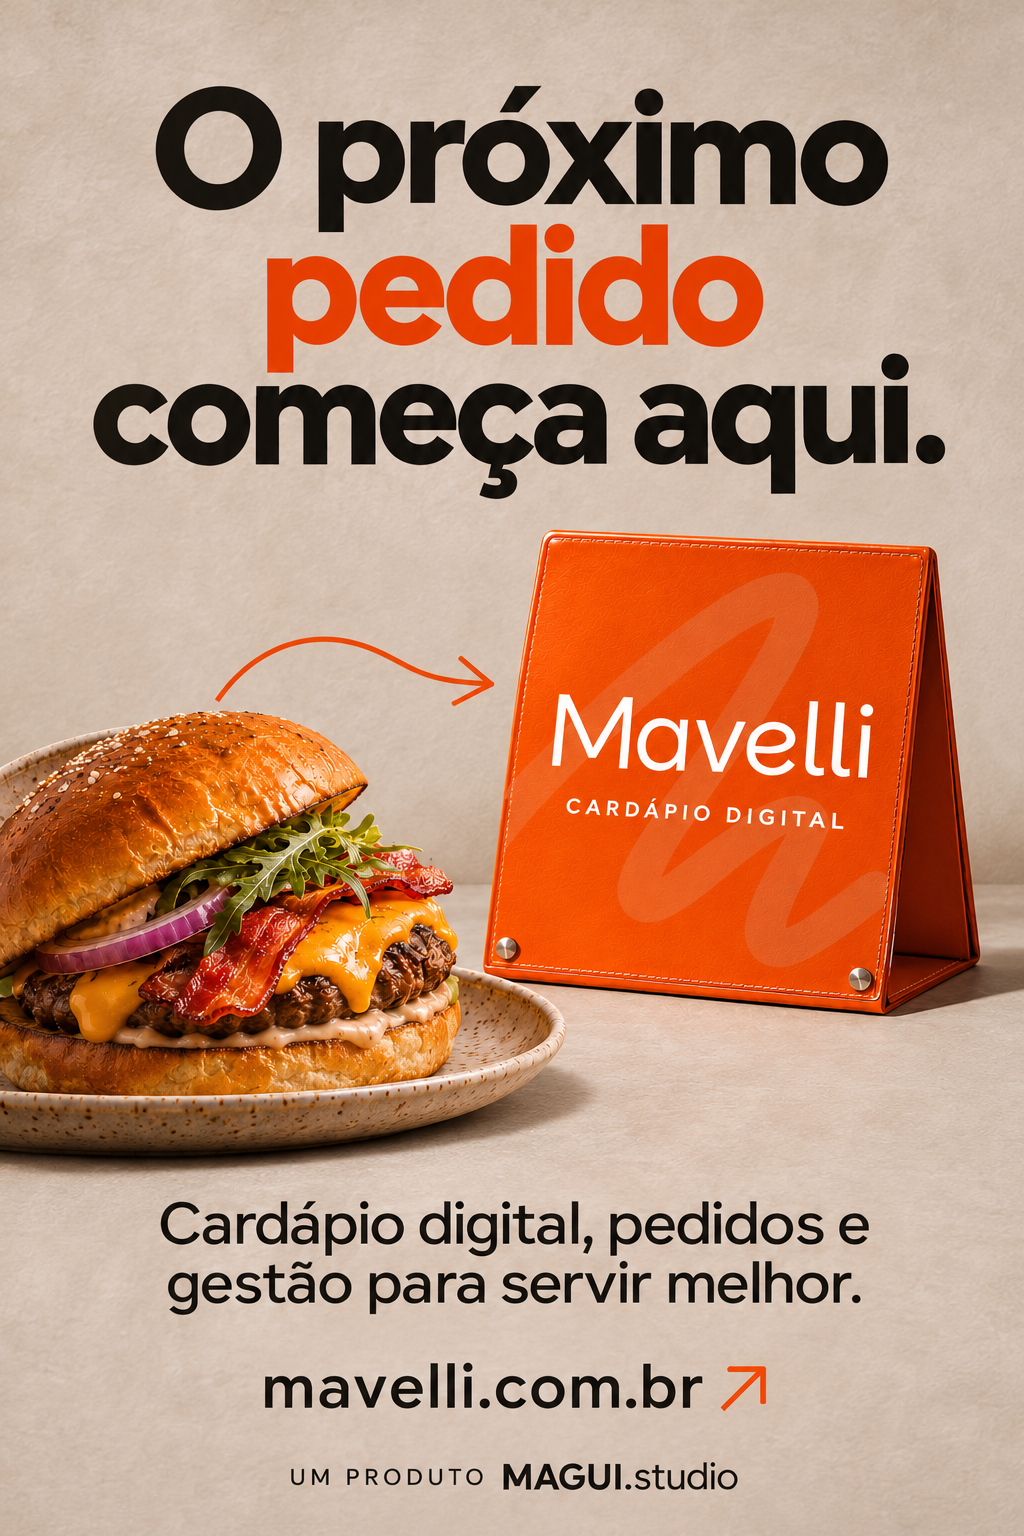 O próximo
pedido
começa aqui.
Mavelli
CARDÁPIO DIGITAL
Cardápio digital, pedidos e
gestão para servir melhor.
mavelli.com.br
UM PRODUTO MAGUI.studio